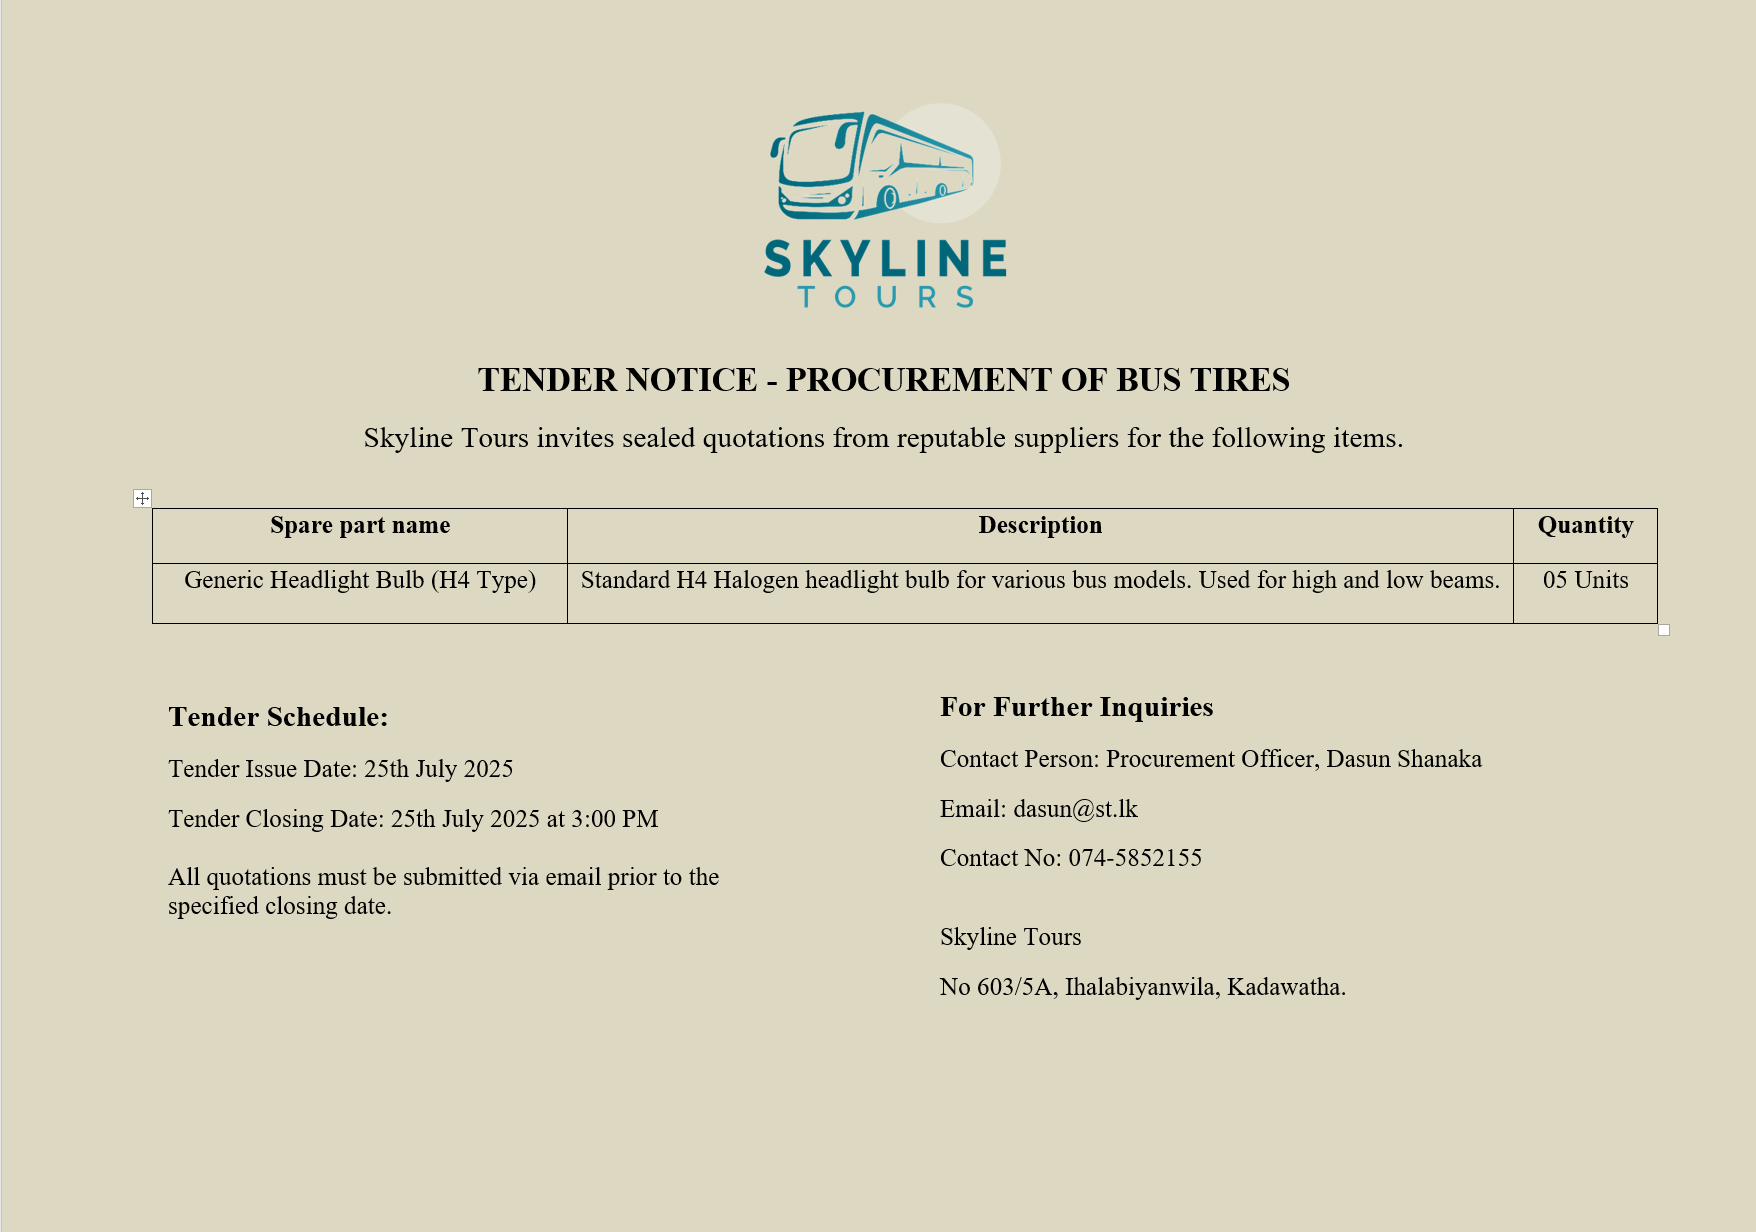 SKYLINE
TOURS
TENDER NOTICE - PROCUREMENT OF BUS TIRES
Skyline Tours invites sealed quotations from reputable suppliers for the following items.
Spare part name Description Quantity
Generic Headlight Bulb (H4 Type) Standard H4 Halogen headlight bulb for various bus models. Used for high and low beams. 05 Units
Tender Schedule:
Tender Issue Date: 25th July 2025
Tender Closing Date: 25th July 2025 at 3:00 PM
All quotations must be submitted via email prior to the
specified closing date.
For Further Inquiries
Contact Person: Procurement Officer, Dasun Shanaka
Email: dasun@st.lk
Contact No: 074-5852155
Skyline Tours
No 603/5A, Ihalabiyanwila, Kadawatha.